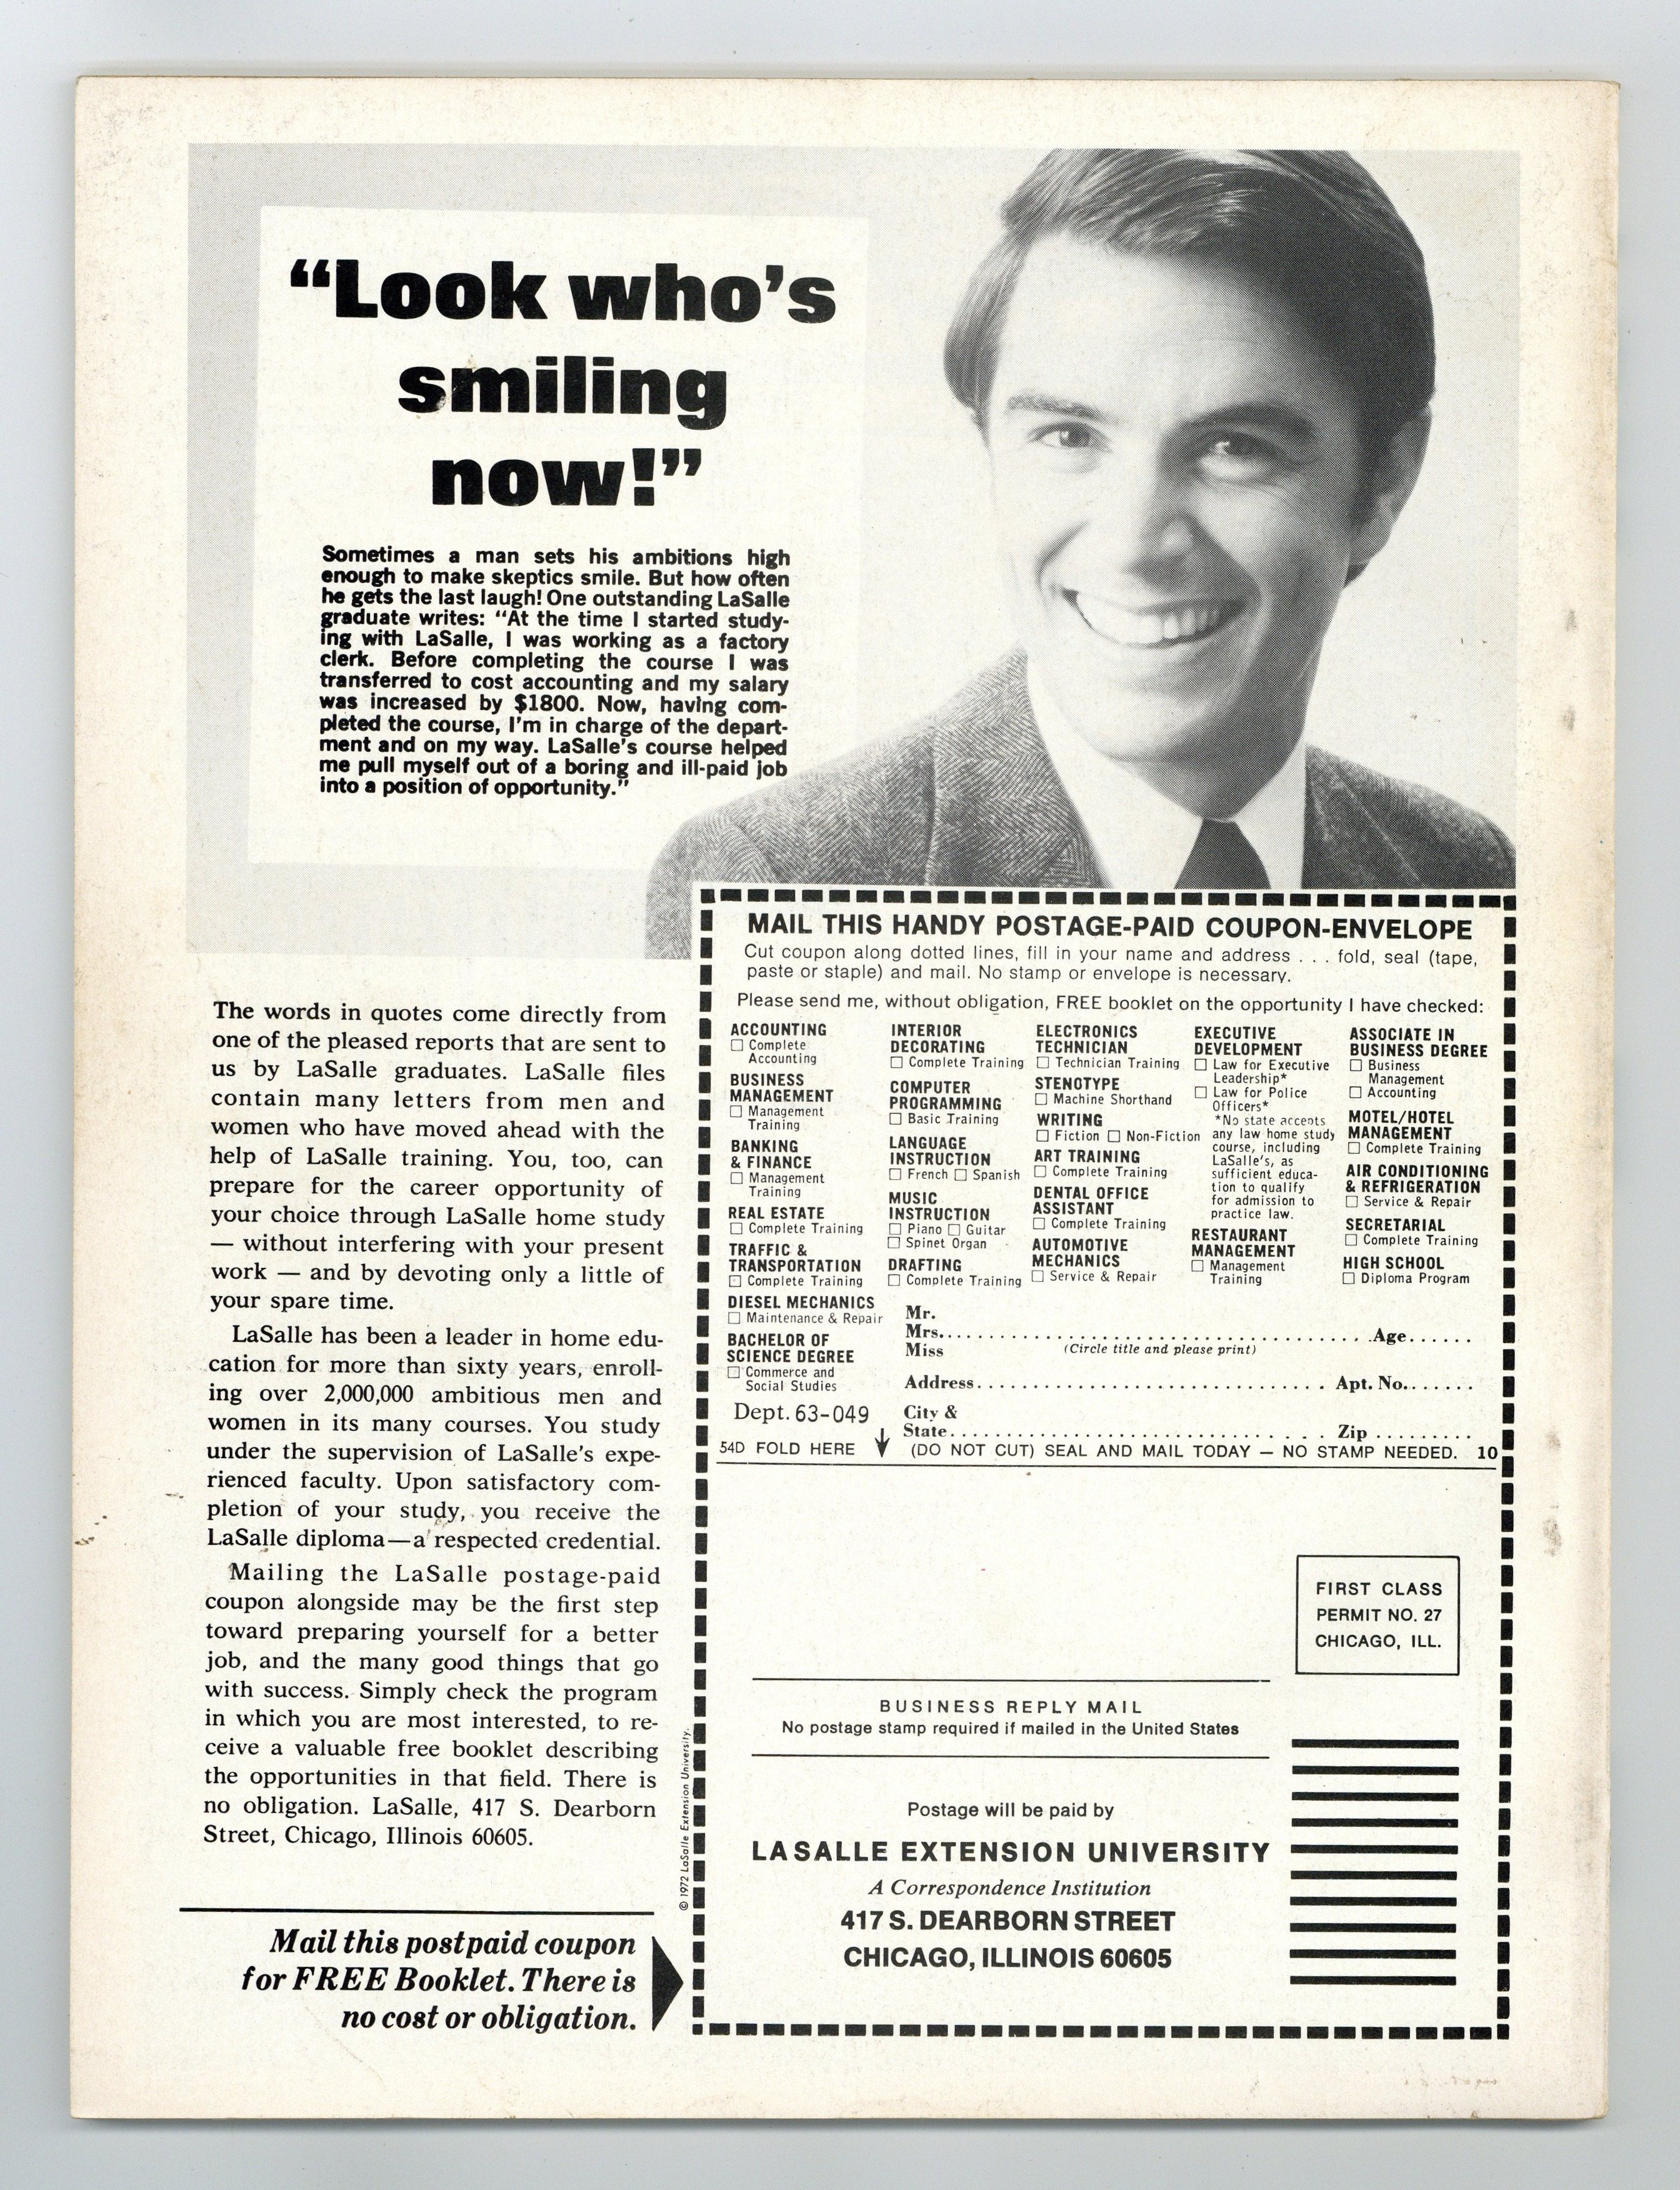 “Look who’s
smiling
now!”
Sometimes a man sets his ambitions high
enough to make skeptics smile. But how often
he gets the last laugh! One outstanding LaSalle
graduate writes: “At the time I started study-
ing with LaSalle, I was working as a factory
clerk. Before completing the course I was
transferred to cost accounting and my salary
was increased by $1800. Now, having com-
pleted the course, I’m in charge of the depart-
ment and on my way. LaSalle’s course helped
me pull myself out of a boring and ill-paid job
into a position of opportunity.”
The words in quotes come directly from
one of the pleased reports that are sent to
us by LaSalle graduates. LaSalle files
contain many letters from men and
women who have moved ahead with the
help of LaSalle training. You, too, can
prepare for the career opportunity of
your choice through LaSalle home study
— without interfering with your present
work — and by devoting only a little of
your spare time.
LaSalle has been a leader in home edu-
cation for more than sixty years, enroll-
ing over 2,000,000 ambitious men and
women in its many courses. You study
under the supervision of LaSalle’s expe-
rienced faculty. Upon satisfactory com-
pletion of your study, you receive the
LaSalle diploma—a respected credential.
Mailing the LaSalle postage-paid
coupon alongside may be the first step
toward preparing yourself for a better
job, and the many good things that go
with success. Simply check the program
in which you are most interested, to re-
ceive a valuable free booklet describing
the opportunities in that field. There is
no obligation. LaSalle, 417 S. Dearborn
Street, Chicago, Illinois 60605.
Mail this postpaid coupon
for FREE Booklet. There is
no cost or obligation.
© 1972 LaSalle Extension University.
MAIL THIS HANDY POSTAGE-PAID COUPON-ENVELOPE
Cut coupon along dotted lines, fill in your name and address . . . fold, seal (tape,
paste or staple) and mail. No stamp or envelope is necessary.
Please send me, without obligation, FREE booklet on the opportunity I have checked:
ACCOUNTING
☐ Complete
Accounting
BUSINESS
MANAGEMENT
☐ Management
Training
BANKING
& FINANCE
☐ Management
Training
REAL ESTATE
☐ Complete Training
TRAFFIC &
TRANSPORTATION
☐ Complete Training
DIESEL MECHANICS
☐ Maintenance & Repair
BACHELOR OF
SCIENCE DEGREE
☐ Commerce and
Social Studies
INTERIOR
DECORATING
☐ Complete Training
COMPUTER
PROGRAMMING
☐ Basic Training
LANGUAGE
INSTRUCTION
☐ French ☐ Spanish
MUSIC
INSTRUCTION
☐ Piano ☐ Guitar
☐ Spinet Organ
DRAFTING
☐ Complete Training
ELECTRONICS
TECHNICIAN
☐ Technician Training
STENOTYPE
☐ Machine Shorthand
WRITING
☐ Fiction ☐ Non-Fiction
ART TRAINING
☐ Complete Training
DENTAL OFFICE
ASSISTANT
☐ Complete Training
AUTOMOTIVE
MECHANICS
☐ Service & Repair
EXECUTIVE
DEVELOPMENT
☐ Law for Executive
Leadership*
☐ Law for Police
Officers*
*No state accepts
any law home study
course, including
LaSalle’s, as
sufficient educa-
tion to qualify
for admission to
practice law.
RESTAURANT
MANAGEMENT
☐ Management
Training
ASSOCIATE IN
BUSINESS DEGREE
☐ Business
Management
☐ Accounting
MOTEL/HOTEL
MANAGEMENT
☐ Complete Training
AIR CONDITIONING
& REFRIGERATION
☐ Service & Repair
SECRETARIAL
☐ Complete Training
HIGH SCHOOL
☐ Diploma Program
Mr.
Mrs. Age
Miss (Circle title and please print)
Address Apt. No.
City &
State Zip
Dept. 63-049
54D FOLD HERE (DO NOT CUT) SEAL AND MAIL TODAY — NO STAMP NEEDED. 10
FIRST CLASS
PERMIT NO. 27
CHICAGO, ILL.
BUSINESS REPLY MAIL
No postage stamp required if mailed in the United States
Postage will be paid by
LASALLE EXTENSION UNIVERSITY
A Correspondence Institution
417 S. DEARBORN STREET
CHICAGO, ILLINOIS 60605